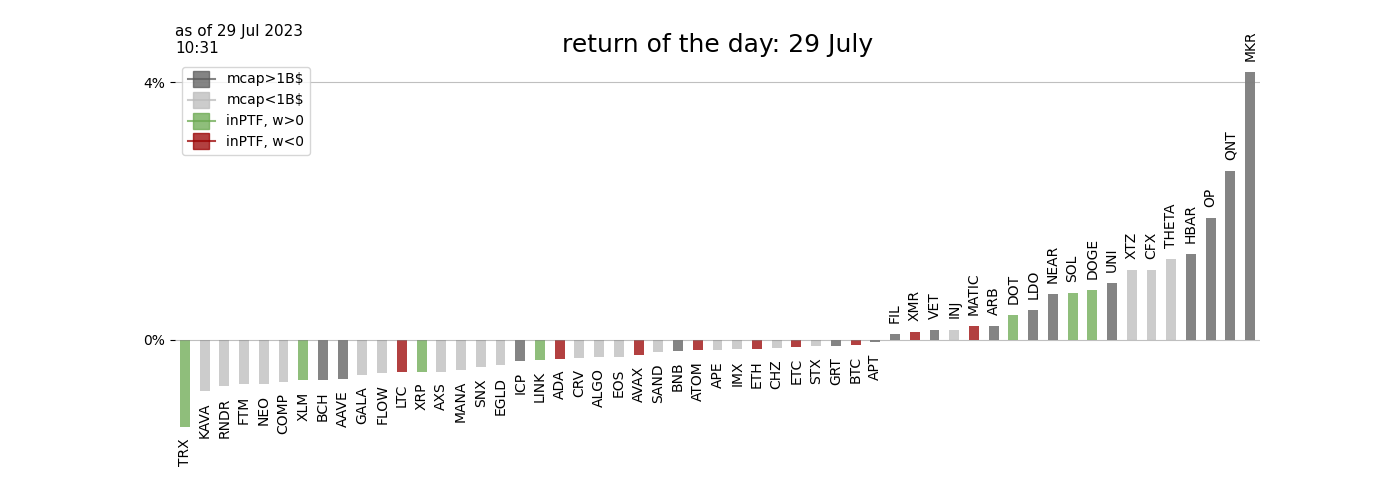 as of 29 Jul 2023
10:31
return of the day: 29 July
mcap>1B$
mcap<1B$
inPTF, w>0
inPTF, w<0
4%
0%
TRX
KAVA
RNDR
FTM
NEO
COMP
XLM
BCH
AAVE
GALA
FLOW
LTC
XRP
AXS
MANA
SNX
EGLD
ICP
LINK
ADA
CRV
ALGO
EOS
AVAX
SAND
BNB
ATOM
APE
IMX
ETH
CHZ
ETC
STX
GRT
BTC
APT
FIL
XMR
VET
INJ
MATIC
ARB
DOT
LDO
NEAR
SOL
DOGE
UNI
XTZ
CFX
THETA
HBAR
OP
QNT
MKR